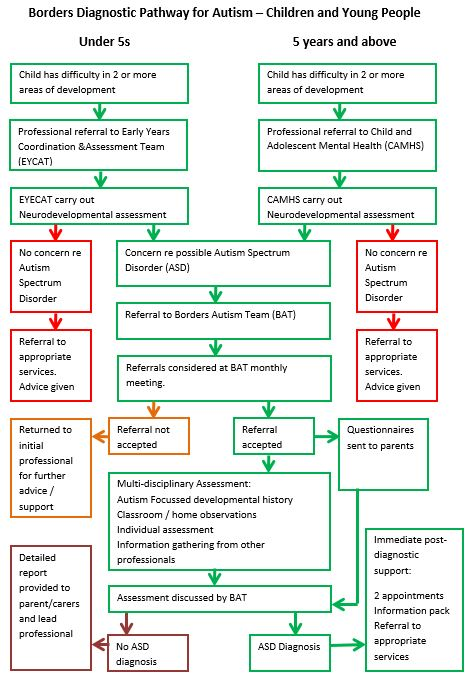 Borders Diagnostic Pathway for Autism – Children and Young People
Under 5s
5 years and above
Child has difficulty in 2 or more
areas of development
Child has difficulty in 2 or more
areas of development
Professional referral to Early Years
Coordination &Assessment Team
(EYCAT)
Professional referral to Child and
Adolescent Mental Health (CAMHS)
EYECAT carry out
Neurodevelopmental assessment
CAMHS carry out
Neurodevelopmental assessment
No concern re
Autism
Spectrum
Disorder
Concern re possible Autism Spectrum
Disorder (ASD)
No concern re
Autism
Spectrum
Disorder
Referral to Borders Autism Team (BAT)
Referral to
appropriate
services.
Advice given
Referral to
appropriate
services.
Advice given
Referrals considered at BAT monthly
meeting.
Returned to
initial
professional
for further
advice /
support
Referral not
accepted
Referral
accepted
Questionnaires
sent to parents
Multi-disciplinary Assessment:
Autism Focussed developmental history
Classroom / home observations
Individual assessment
Information gathering from other
professionals
Immediate post-
diagnostic
support:
2 appointments
Information pack
Referral to
appropriate
services
Detailed
report
provided to
parent/carers
and lead
professional
Assessment discussed by BAT
No ASD
diagnosis
ASD Diagnosis